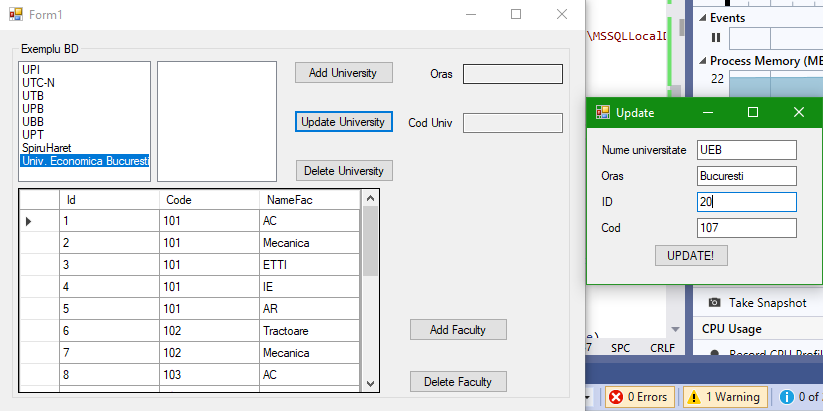 Form1
Exemplu BD
UPI
UTC-N
UTB
UPB
UBB
UPT
SpiruHaret
Univ. Economica Bucuresti
Add University
Update University
Delete University
Oras
Cod Univ
Id Code NameFac
1 101 AC
2 101 Mecanica
3 101 ETTI
4 101 IE
5 101 AR
6 102 Tractoare
7 102 Mecanica
8 103 AC
Add Faculty
Delete Faculty
\MSSQLLocalD
Events
Process Memory (ME
22
Update
Nume universitate UEB
Oras Bucuresti
ID 20
Cod 107
UPDATE!
Take Snapshot
CPU Usage
Record CPU Profil
SPC CRLF
0 Errors 1 Warning 0 of